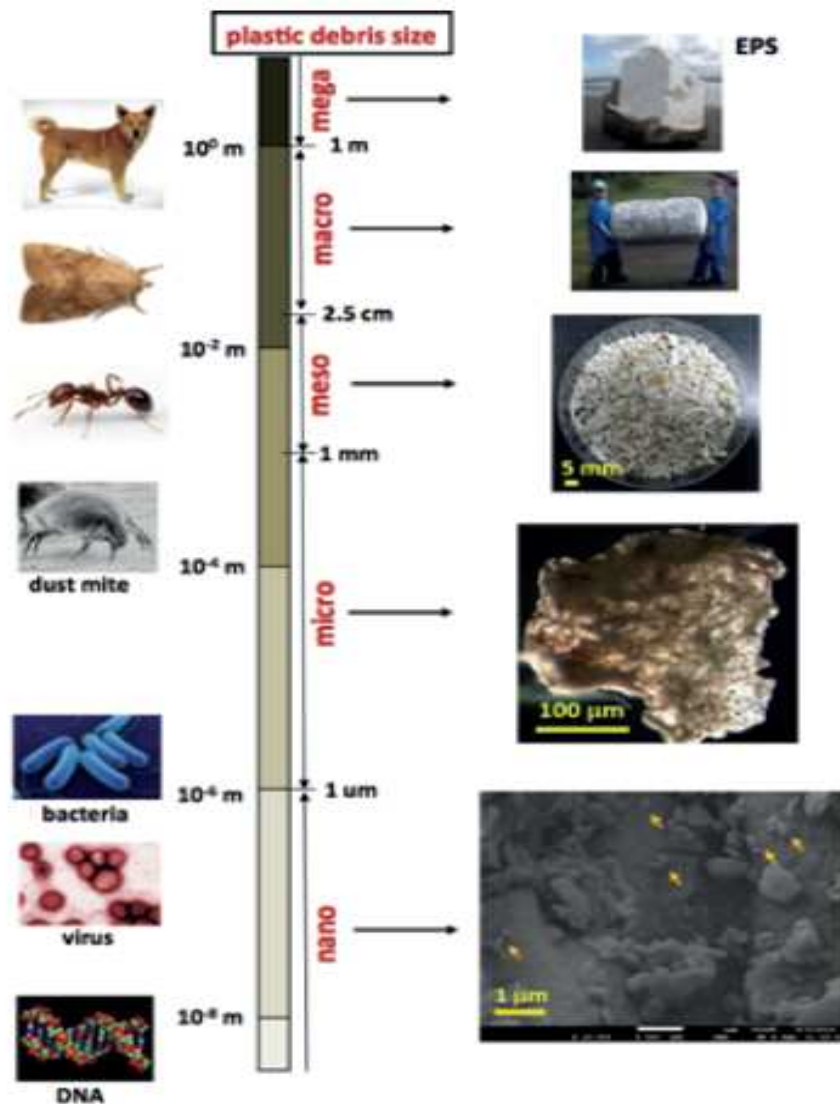 plastic debris size
EPS
mega
10⁰ m
1 m
macro
2.5 cm
10⁻² m
meso
1 mm
5 mm
dust mite
10⁻⁴ m
micro
100 µm
10⁻⁶ m
1 um
bacteria
virus
nano
1 µm
10⁻⁸ m
DNA